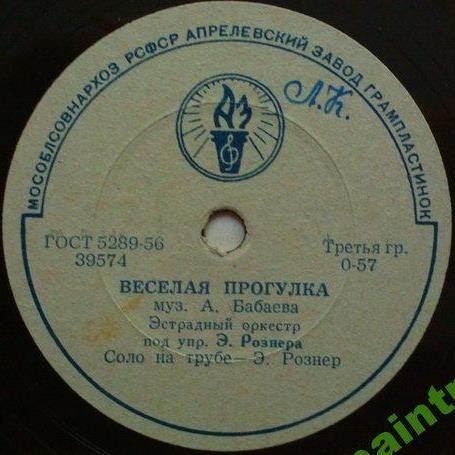 МОСОБЛСОВНАРХОЗ РСФСР АПРЕЛЕВСКИЙ ЗАВОД ГРАМПЛАСТИНОК
АЗ
Л.К.
ГОСТ 5289-56
39574
Третья гр.
0-57
ВЕСЕЛАЯ ПРОГУЛКА
муз. А. Бабаева
Эстрадный оркестр
под упр. Э. Рознера
Соло на трубе — Э. Рознер